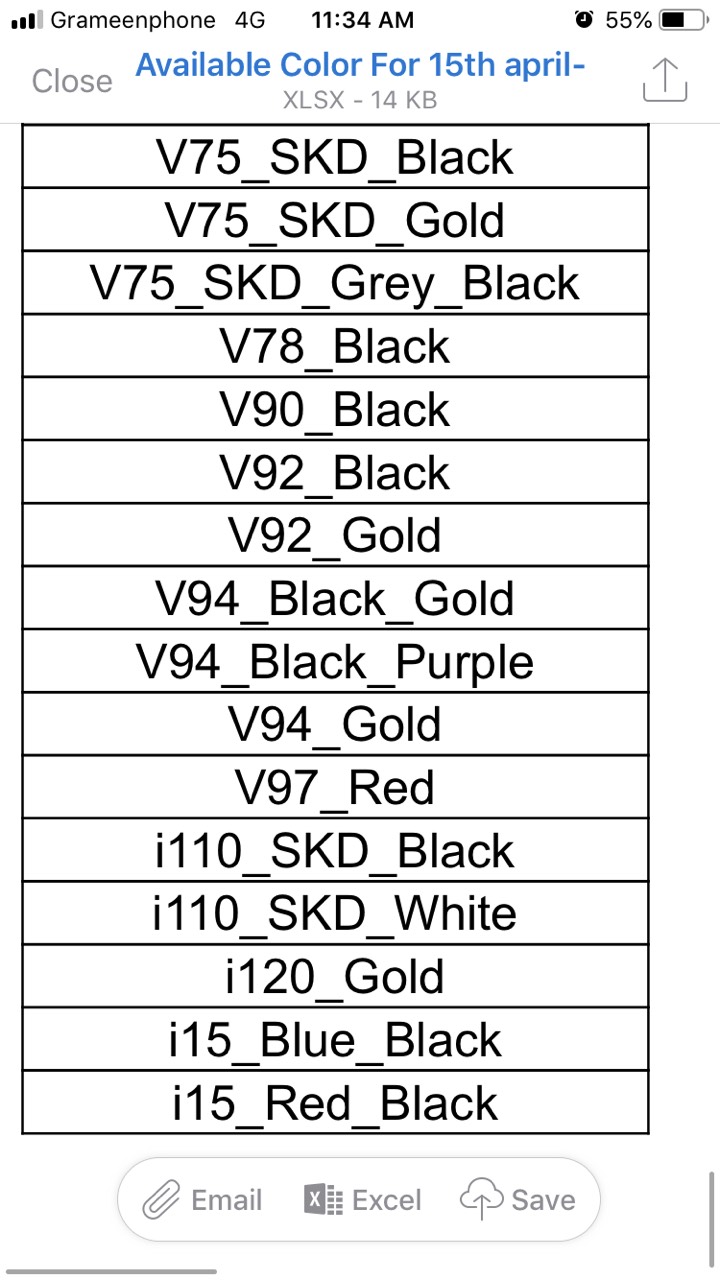 Grameenphone 4G 11:34 AM 55%
Close
Available Color For 15th april-
XLSX - 14 KB
V75_SKD_Black
V75_SKD_Gold
V75_SKD_Grey_Black
V78_Black
V90_Black
V92_Black
V92_Gold
V94_Black_Gold
V94_Black_Purple
V94_Gold
V97_Red
i110_SKD_Black
i110_SKD_White
i120_Gold
i15_Blue_Black
i15_Red_Black
Email Excel Save